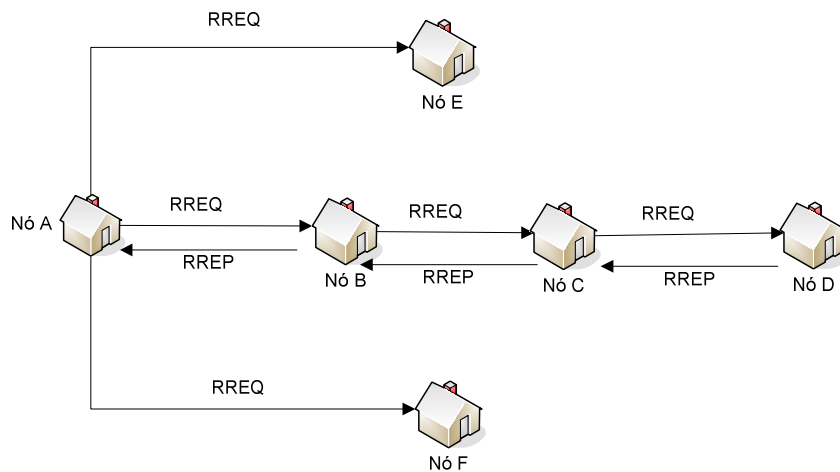 RREQ
Nó E
Nó A
RREQ
RREQ
RREQ
RREP
RREP
RREP
Nó B
Nó C
Nó D
RREQ
Nó F